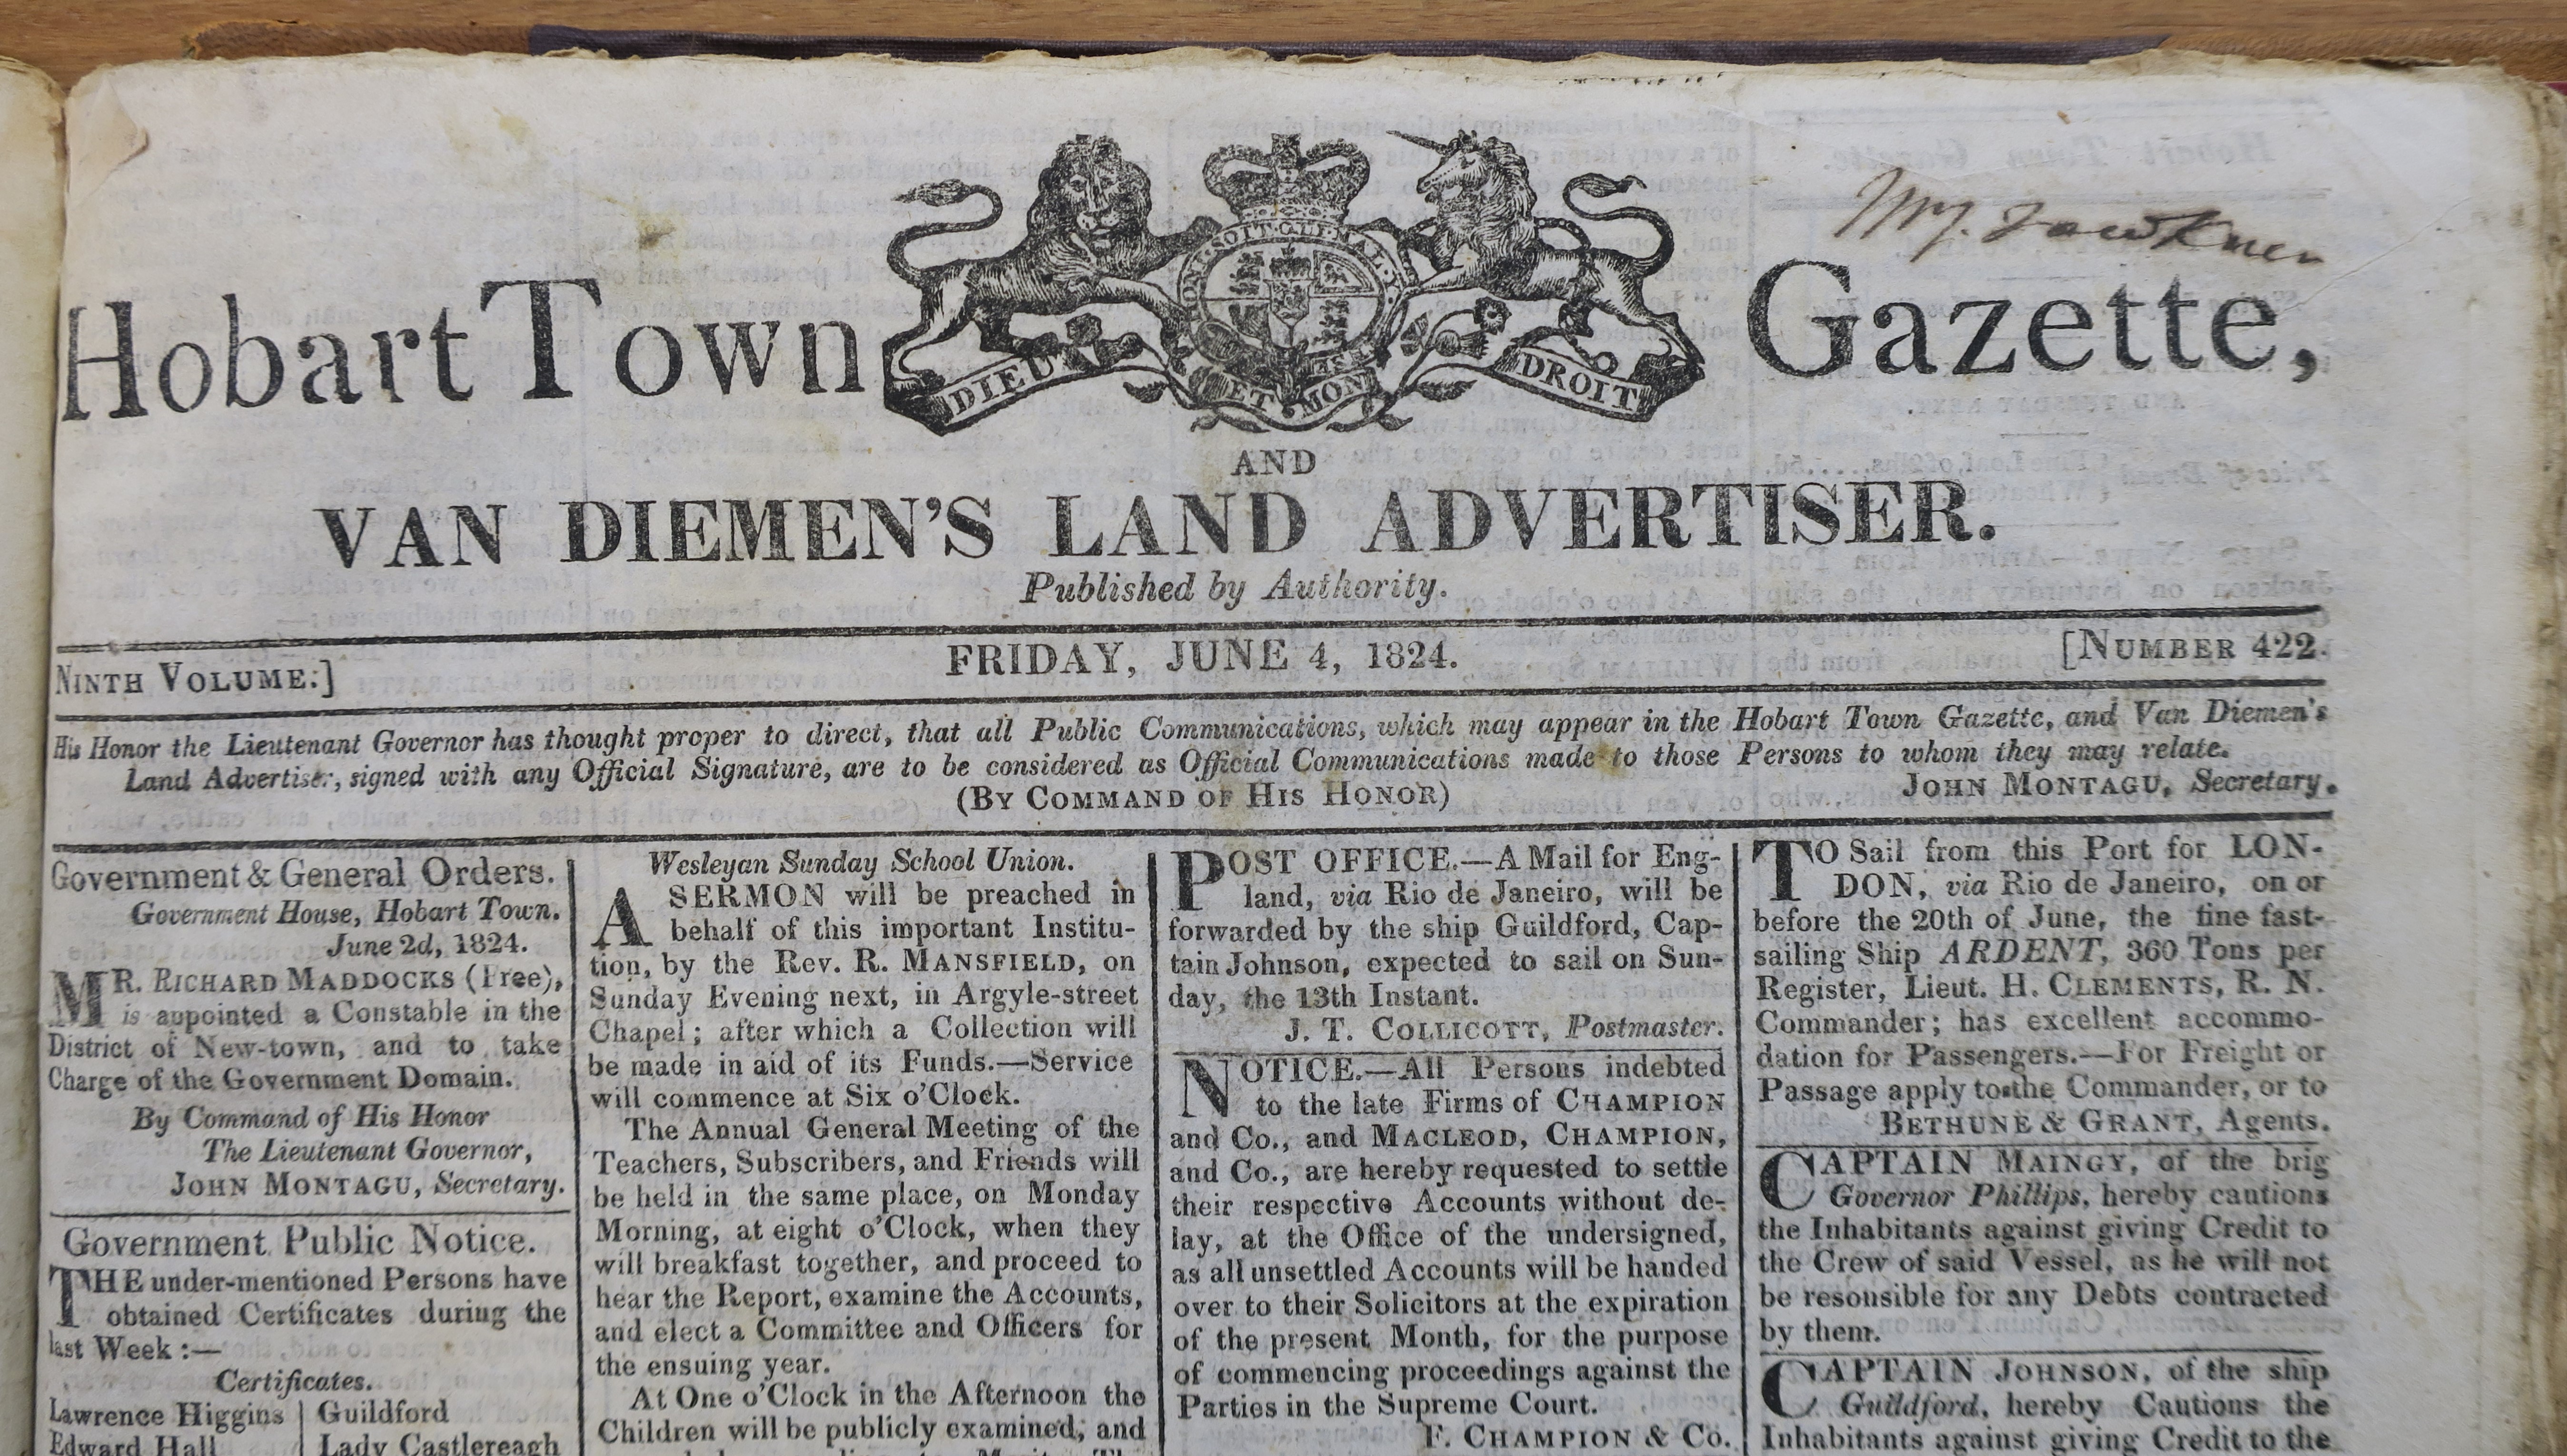 Hobart Town Gazette,
SOIT QUI MAL
DIEU ET MON DROIT
AND
VAN DIEMEN'S LAND ADVERTISER.
Published by Authority.
NINTH VOLUME.]
FRIDAY, JUNE 4, 1824.
[NUMBER 422.
His Honor the Lieutenant Governor has thought proper to direct, that all Public Communications, which may appear in the Hobart Town Gazette, and Van Diemen's
Land Advertiser, signed with any Official Signature, are to be considered as Official Communications made to those Persons to whom they may relate.
(BY COMMAND OF HIS HONOR)
JOHN MONTAGU, Secretary.
Government & General Orders.
Government House, Hobart Town.
June 2d, 1824.
MR. RICHARD MADDOCKS (Free),
is appointed a Constable in the
District of New-town, and to take
Charge of the Government Domain.
By Command of His Honor
The Lieutenant Governor,
JOHN MONTAGU, Secretary.
Government Public Notice.
THE under-mentioned Persons have
obtained Certificates during the
last Week :—
Certificates.
Lawrence Higgins | Guildford
Edward Hall | Lady Castlereagh
Wesleyan Sunday School Union.
A SERMON will be preached in
behalf of this important Institu-
tion, by the Rev. R. MANSFIELD, on
Sunday Evening next, in Argyle-street
Chapel; after which a Collection will
be made in aid of its Funds.—Service
will commence at Six o'Clock.
The Annual General Meeting of the
Teachers, Subscribers, and Friends will
be held in the same place, on Monday
Morning, at eight o'Clock, when they
will breakfast together, and proceed to
hear the Report, examine the Accounts,
and elect a Committee and Officers for
the ensuing year.
At One o'Clock in the Afternoon the
Children will be publicly examined, and
POST OFFICE.—A Mail for Eng-
land, via Rio de Janeiro, will be
forwarded by the ship Guildford, Cap-
tain Johnson, expected to sail on Sun-
day, the 13th Instant.
J. T. COLLICOTT, Postmaster.
NOTICE.—All Persons indebted
to the late Firms of CHAMPION
and Co., and MACLEOD, CHAMPION,
and Co., are hereby requested to settle
their respective Accounts without de-
lay, at the Office of the undersigned,
as all unsettled Accounts will be handed
over to their Solicitors at the expiration
of the present Month, for the purpose
of commencing proceedings against the
Parties in the Supreme Court.
F. CHAMPION & Co.
TO Sail from this Port for LON-
DON, via Rio de Janeiro, on or
before the 20th of June, the fine fast-
sailing Ship ARDENT, 360 Tons per
Register, Lieut. H. CLEMENTS, R. N.
Commander; has excellent accommo-
dation for Passengers.—For Freight or
Passage apply to the Commander, or to
BETHUNE & GRANT, Agents.
CAPTAIN MAINGY, of the brig
Governor Phillips, hereby cautions
the Inhabitants against giving Credit to
the Crew of said Vessel, as he will not
be resonsible for any Debts contracted
by them.
CAPTAIN JOHNSON, of the ship
Guildford, hereby Cautions the
Inhabitants against giving Credit to the